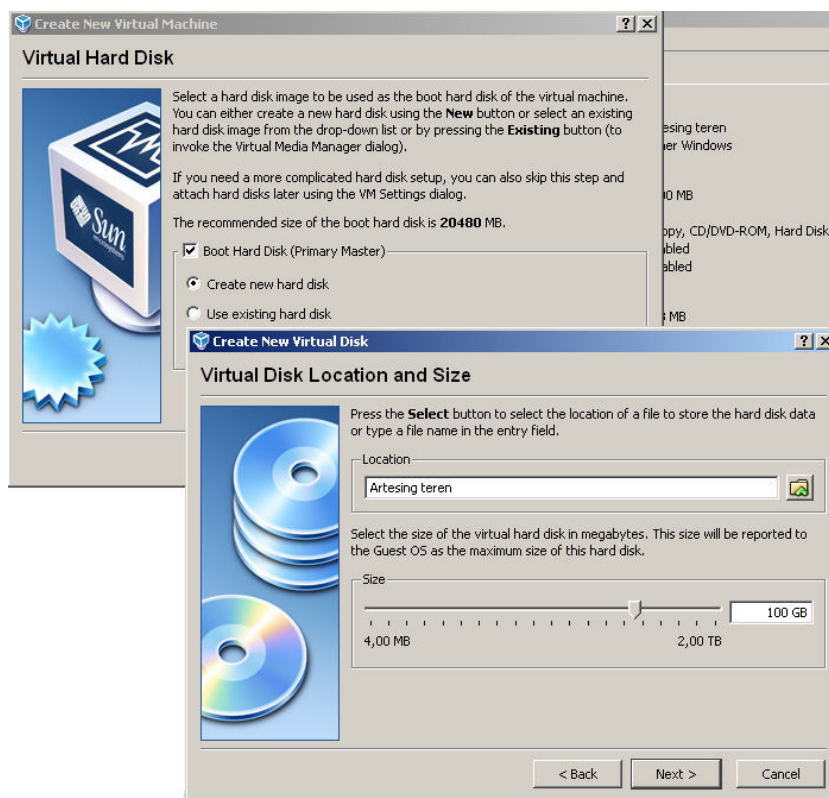 Create New Virtual Machine
Virtual Hard Disk
Select a hard disk image to be used as the boot hard disk of the virtual machine.
You can either create a new hard disk using the New button or select an existing
hard disk image from the drop-down list or by pressing the Existing button (to
invoke the Virtual Media Manager dialog).
If you need a more complicated hard disk setup, you can also skip this step and
attach hard disks later using the VM Settings dialog.
The recommended size of the boot hard disk is 20480 MB.
Boot Hard Disk (Primary Master)
Create new hard disk
Use existing hard disk
Sun
microsystems
esing teren
er Windows
MB
opy, CD/DVD-ROM, Hard Disk
bled
abled
MB
Create New Virtual Disk
Virtual Disk Location and Size
Press the Select button to select the location of a file to store the hard disk data
or type a file name in the entry field.
Location
Artesing teren
Select the size of the virtual hard disk in megabytes. This size will be reported to
the Guest OS as the maximum size of this hard disk.
Size
100 GB
4,00 MB
2,00 TB
< Back
Next >
Cancel